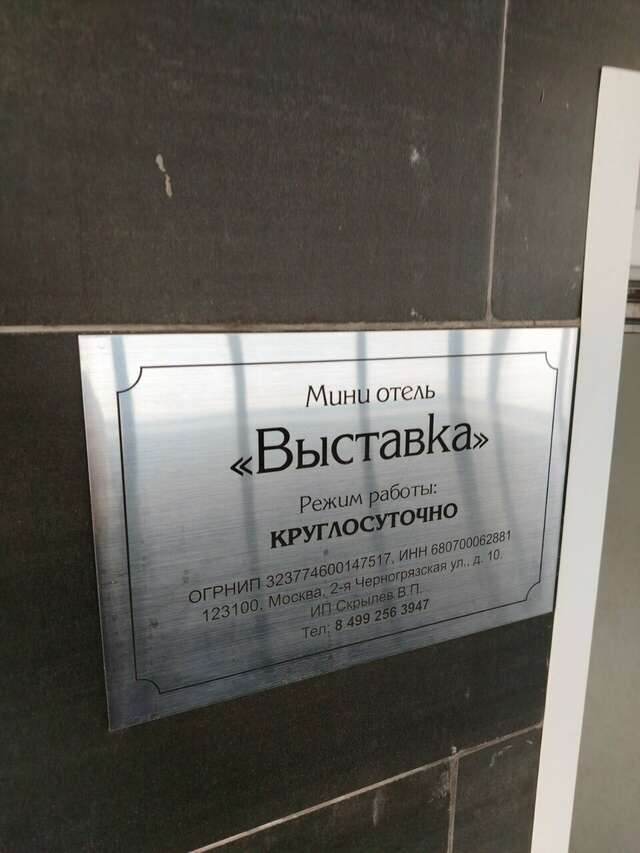 Мини отель
«Выставка»
Режим работы:
КРУГЛОСУТОЧНО
ОГРНИП 323774600147517, ИНН 680700062881
123100, Москва, 2-я Черногрязская ул., д. 10.
ИП Скрылев В.П.
Тел: 8 499 256 3947